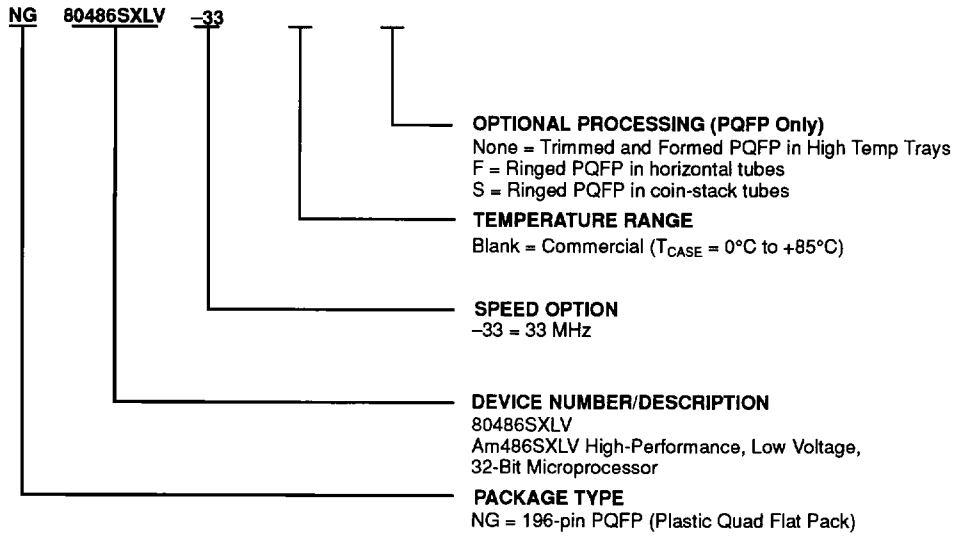 NG 80486SXLV –33
OPTIONAL PROCESSING (PQFP Only)
None = Trimmed and Formed PQFP in High Temp Trays
F = Ringed PQFP in horizontal tubes
S = Ringed PQFP in coin-stack tubes
TEMPERATURE RANGE
Blank = Commercial (TCASE = 0°C to +85°C)
SPEED OPTION
–33 = 33 MHz
DEVICE NUMBER/DESCRIPTION
80486SXLV
Am486SXLV High-Performance, Low Voltage,
32-Bit Microprocessor
PACKAGE TYPE
NG = 196-pin PQFP (Plastic Quad Flat Pack)